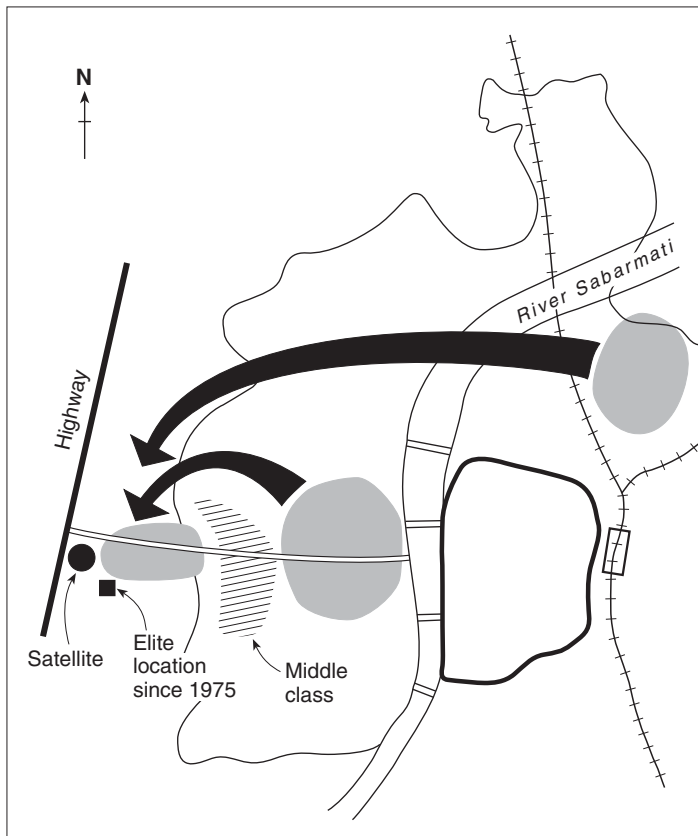 N
River Sabarmati
Highway
Satellite
Elite
location
since 1975
Middle
class